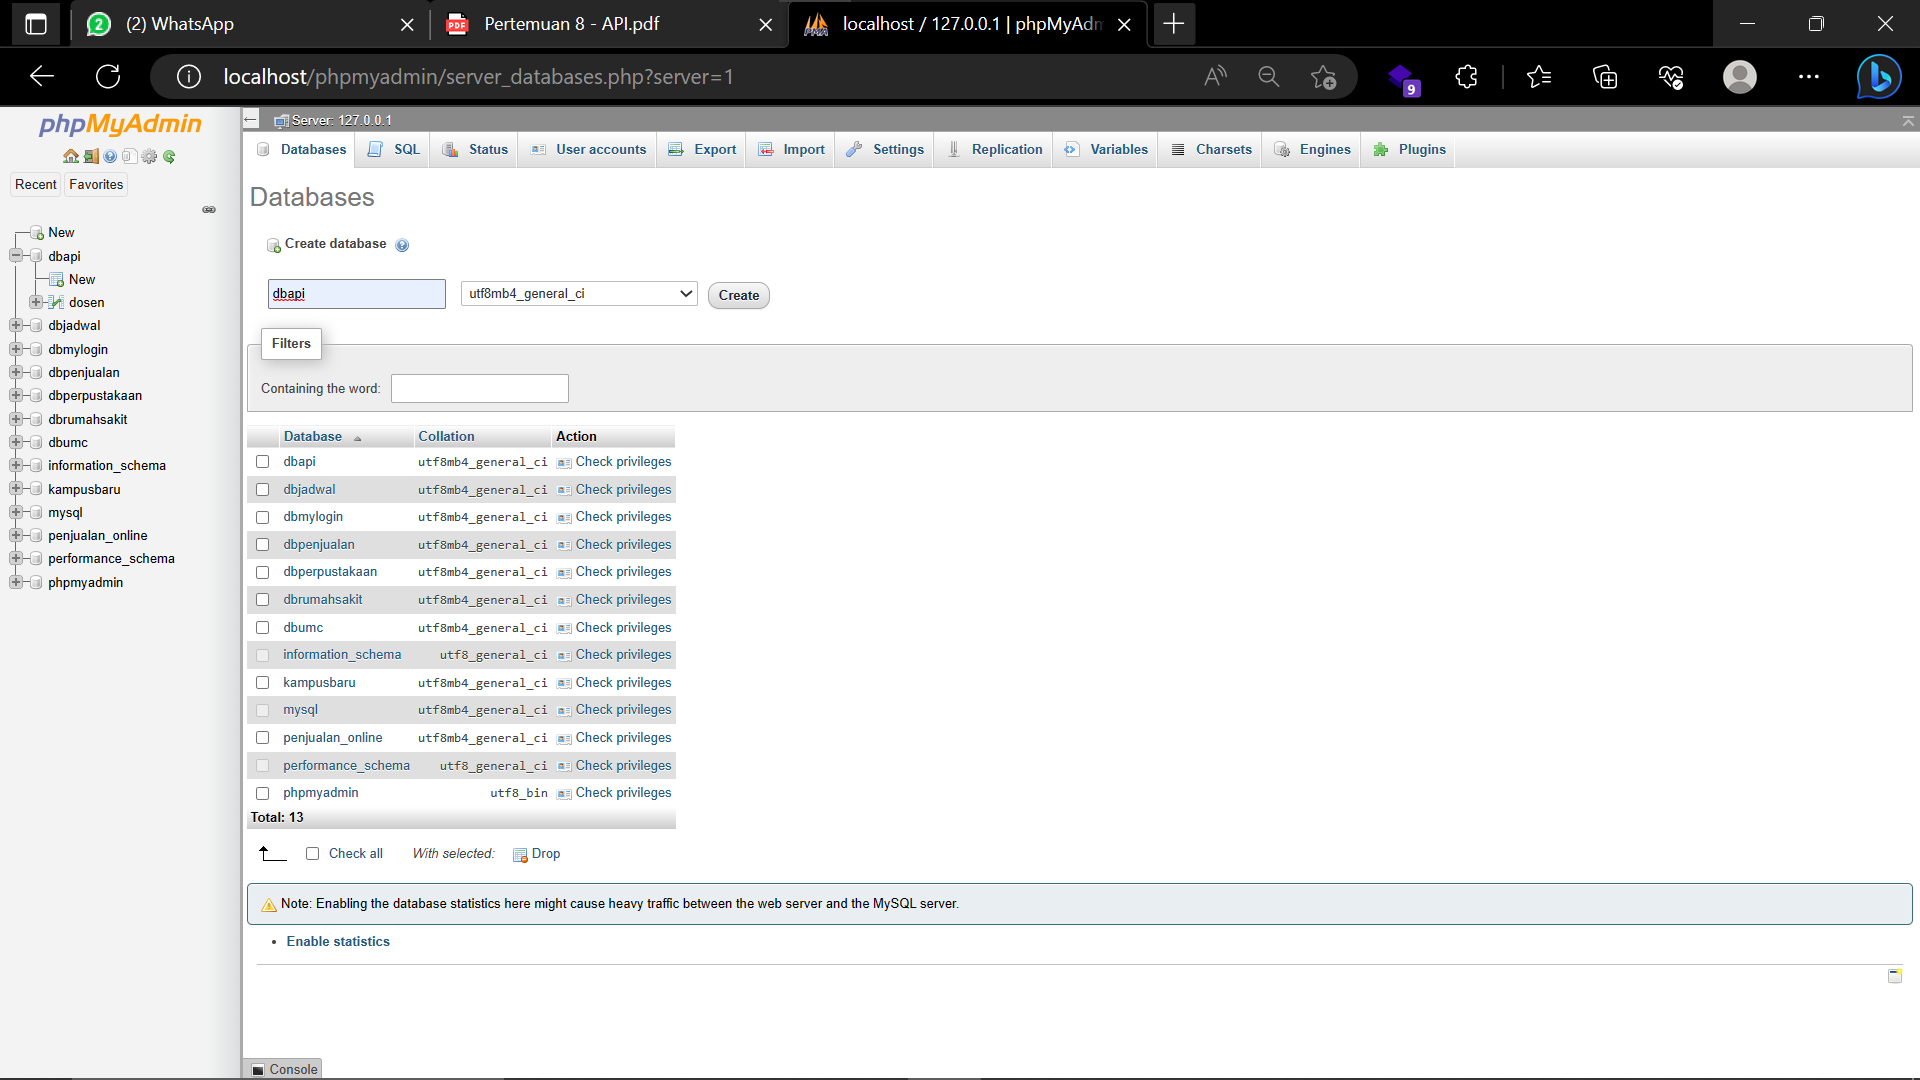 (2) WhatsApp
Pertemuan 8 - API.pdf
localhost / 127.0.0.1 | phpMyAdm
localhost/phpmyadmin/server_databases.php?server=1
9
phpMyAdmin
Recent
Favorites
New
dbapi
New
dosen
dbjadwal
dbmylogin
dbpenjualan
dbperpustakaan
dbrumahsakit
dbumc
information_schema
kampusbaru
mysql
penjualan_online
performance_schema
phpmyadmin
Server: 127.0.0.1
Databases SQL Status User accounts Export Import Settings Replication Variables Charsets Engines Plugins
Databases
Create database
dbapi utf8mb4_general_ci Create
Filters
Containing the word:
Database Collation Action
dbapi utf8mb4_general_ci Check privileges
dbjadwal utf8mb4_general_ci Check privileges
dbmylogin utf8mb4_general_ci Check privileges
dbpenjualan utf8mb4_general_ci Check privileges
dbperpustakaan utf8mb4_general_ci Check privileges
dbrumahsakit utf8mb4_general_ci Check privileges
dbumc utf8mb4_general_ci Check privileges
information_schema utf8_general_ci Check privileges
kampusbaru utf8mb4_general_ci Check privileges
mysql utf8mb4_general_ci Check privileges
penjualan_online utf8mb4_general_ci Check privileges
performance_schema utf8_general_ci Check privileges
phpmyadmin utf8_bin Check privileges
Total: 13
Check all With selected: Drop
Note: Enabling the database statistics here might cause heavy traffic between the web server and the MySQL server.
• Enable statistics
Console